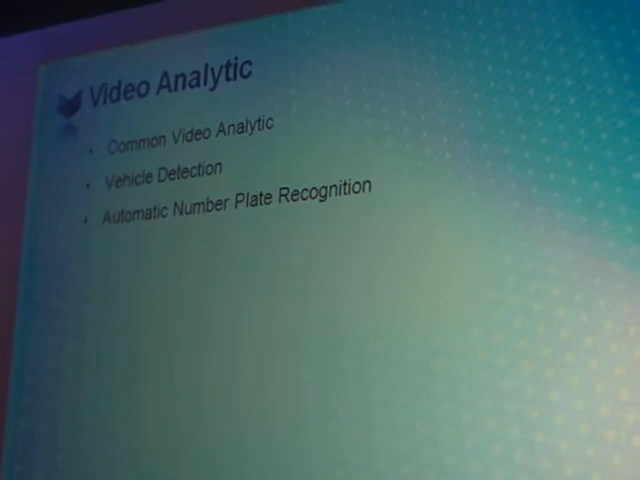 Video Analytic
• Common Video Analytic
• Vehicle Detection
• Automatic Number Plate Recognition